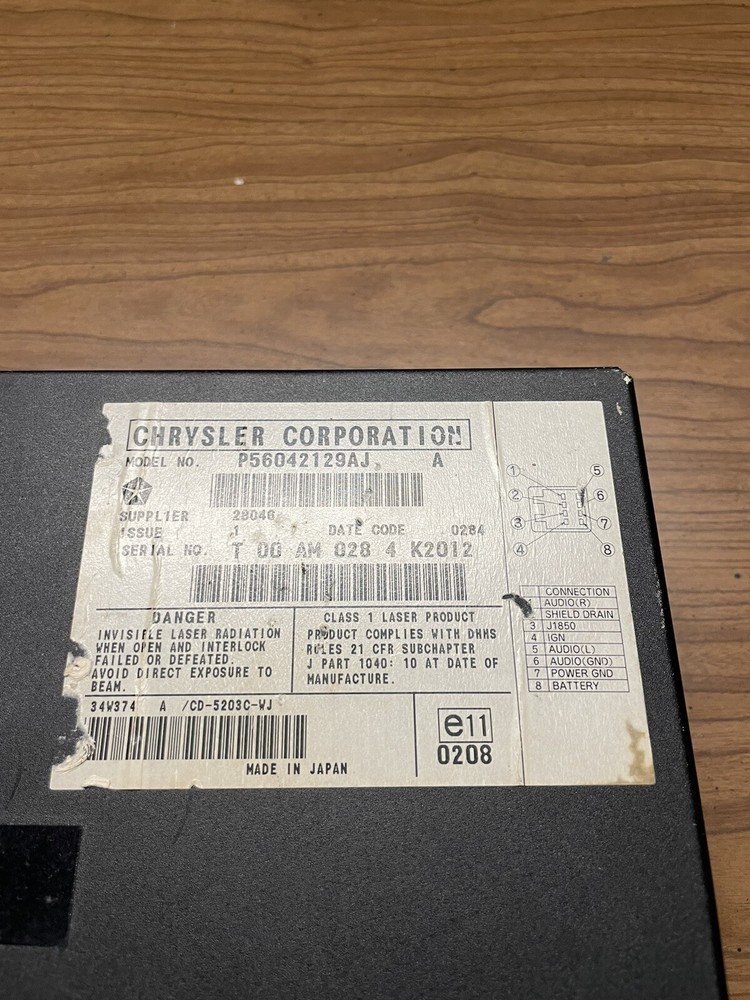 CHRYSLER CORPORATION
MODEL NO. P56042129AJ A
SUPPLIER 28046
ISSUE 1 DATE CODE 0284
SERIAL NO. T 00 AM 028 4 K2012
DANGER
INVISIBLE LASER RADIATION
WHEN OPEN AND INTERLOCK
FAILED OR DEFEATED.
AVOID DIRECT EXPOSURE TO
BEAM.
CLASS 1 LASER PRODUCT
PRODUCT COMPLIES WITH DHHS
RULES 21 CFR SUBCHAPTER
J PART 1040: 10 AT DATE OF
MANUFACTURE.
34W374 A /CD-5203C-WJ
MADE IN JAPAN
e11
0208
1 5
2 6
3 7
4 8
CONNECTION
1 AUDIO(R)
SHIELD DRAIN
3 J1850
4 IGN
5 AUDIO(L)
6 AUDIO(GND)
7 POWER GND
8 BATTERY